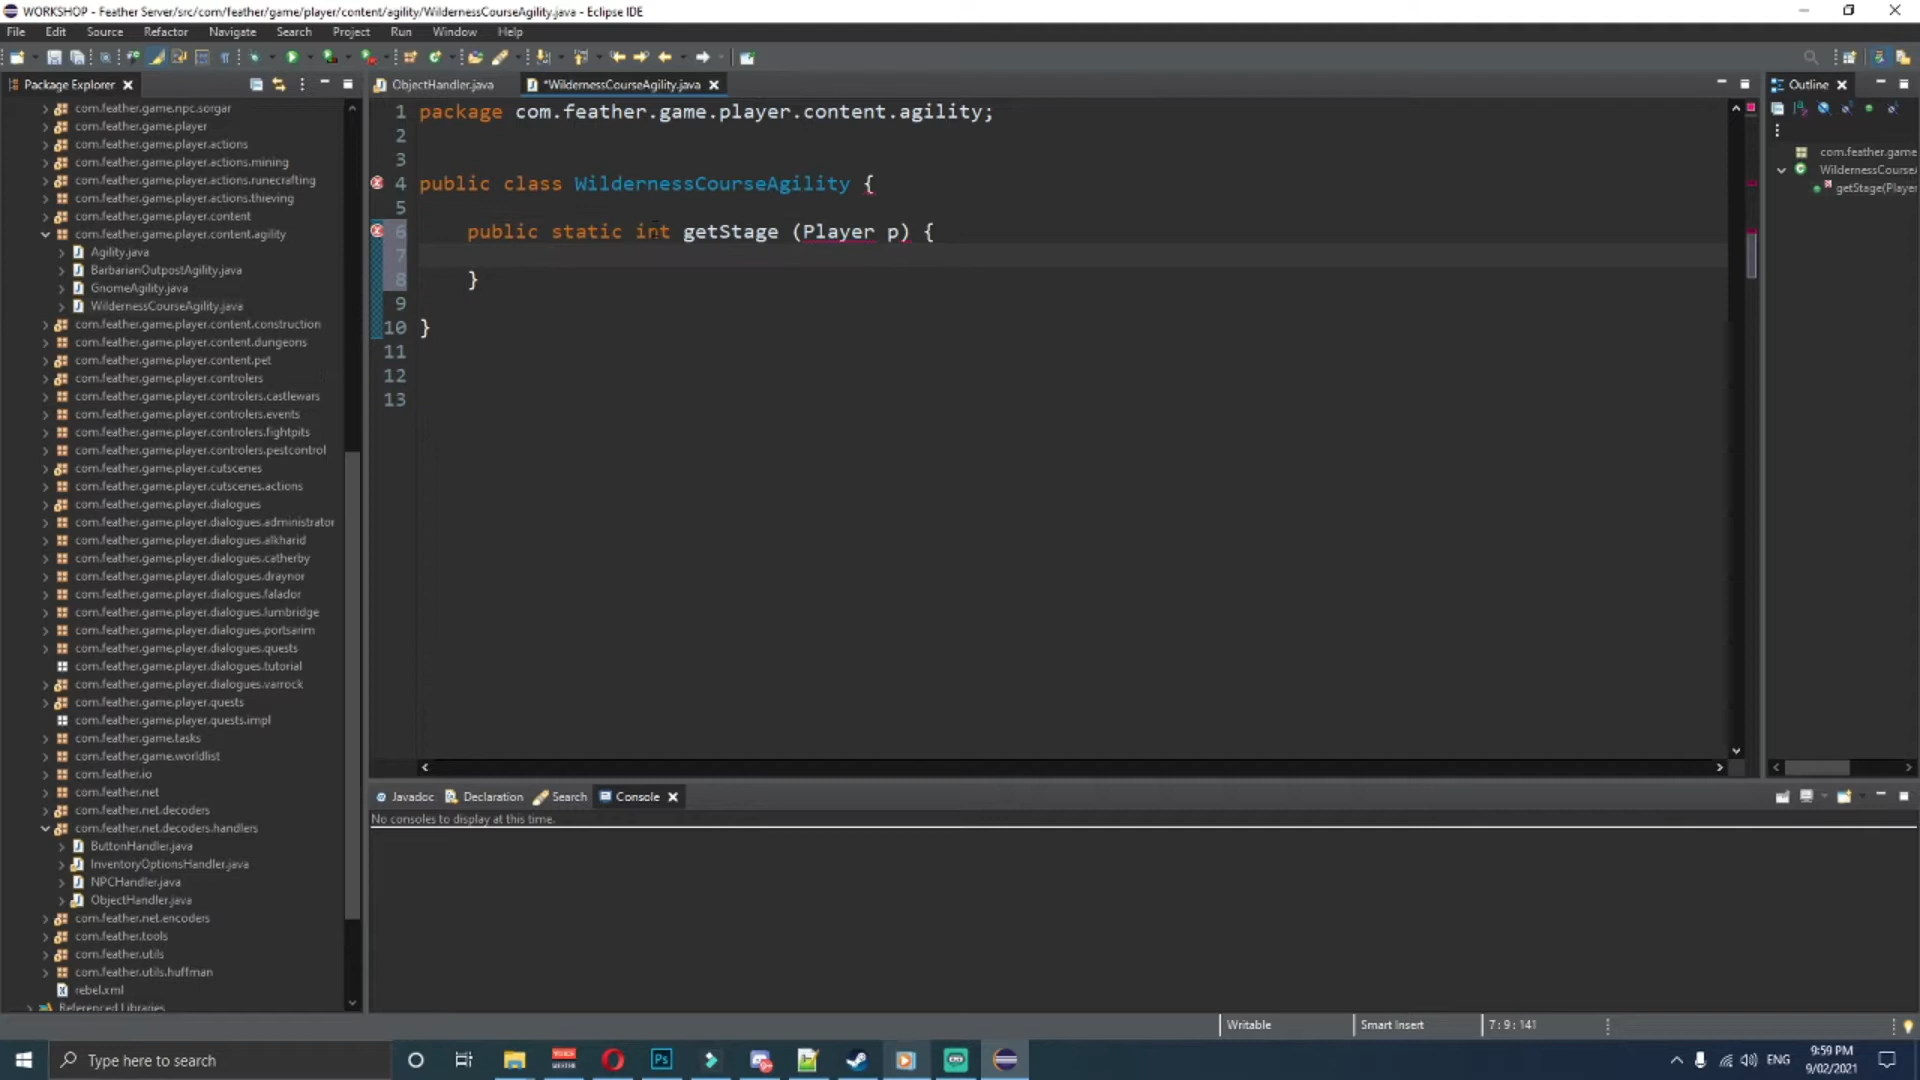 WORKSHOP - Feather Server/src/com/feather/game/player/content/agility/WildernessCourseAgility.java - Eclipse IDE
File Edit Source Refactor Navigate Search Project Run Window Help
Package Explorer
ObjectHandler.java
*WildernessCourseAgility.java
Outline
com.feather.game.npc.sorgar
com.feather.game.player
com.feather.game.player.actions
com.feather.game.player.actions.mining
com.feather.game.player.actions.runecrafting
com.feather.game.player.actions.thieving
com.feather.game.player.content
com.feather.game.player.content.agility
Agility.java
BarbarianOutpostAgility.java
GnomeAgility.java
WildernessCourseAgility.java
com.feather.game.player.content.construction
com.feather.game.player.content.dungeons
com.feather.game.player.content.pet
com.feather.game.player.controlers
com.feather.game.player.controlers.castlewars
com.feather.game.player.controlers.events
com.feather.game.player.controlers.fightpits
com.feather.game.player.controlers.pestcontrol
com.feather.game.player.cutscenes
com.feather.game.player.cutscenes.actions
com.feather.game.player.dialogues
com.feather.game.player.dialogues.administrator
com.feather.game.player.dialogues.alkharid
com.feather.game.player.dialogues.catherby
com.feather.game.player.dialogues.draynor
com.feather.game.player.dialogues.falador
com.feather.game.player.dialogues.lumbridge
com.feather.game.player.dialogues.portsarim
com.feather.game.player.dialogues.quests
com.feather.game.player.dialogues.tutorial
com.feather.game.player.dialogues.varrock
com.feather.game.player.quests
com.feather.game.player.quests.impl
com.feather.game.tasks
com.feather.game.worldlist
com.feather.io
com.feather.net
com.feather.net.decoders
com.feather.net.decoders.handlers
ButtonHandler.java
InventoryOptionsHandler.java
NPCHandler.java
ObjectHandler.java
com.feather.net.encoders
com.feather.tools
com.feather.utils
com.feather.utils.huffman
rebel.xml
Referenced Libraries
1 package com.feather.game.player.content.agility;
2
3
4 public class WildernessCourseAgility {
5
6 public static int getStage (Player p) {
7
8 }
9
10 }
11
12
13
com.feather.game
WildernessCourse
getStage(Player
Javadoc Declaration Search Console
No consoles to display at this time.
Writable Smart Insert 7 : 9 : 141
Type here to search
Ps
ENG
9:59 PM
9/02/2021